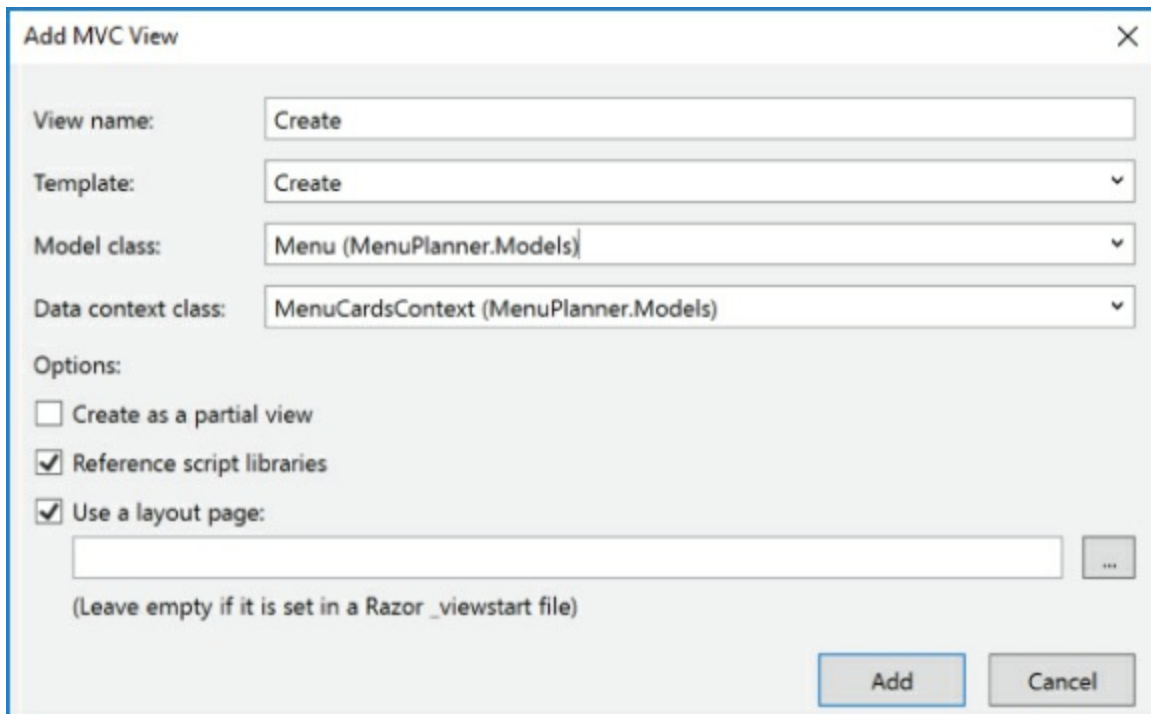 Add MVC View
View name: Create
Template: Create
Model class: Menu (MenuPlanner.Models)
Data context class: MenuCardsContext (MenuPlanner.Models)
Options:
Create as a partial view
Reference script libraries
Use a layout page:
...
(Leave empty if it is set in a Razor _viewstart file)
Add Cancel